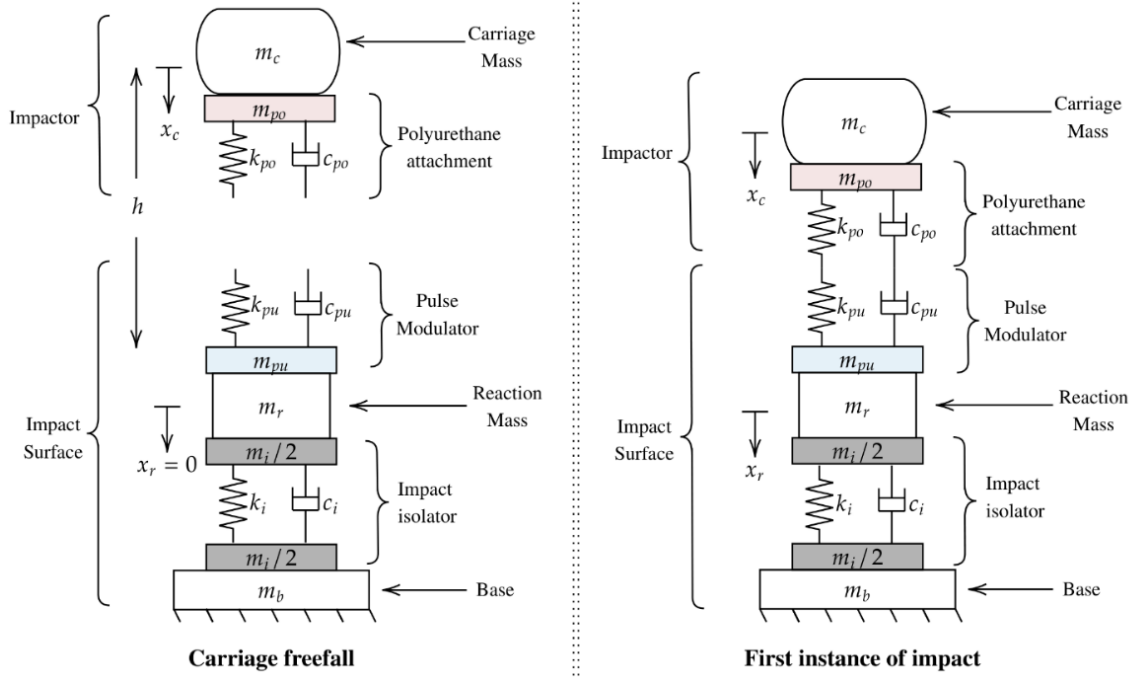 m_c
Carriage
Mass
Impactor
x_c
m_po
k_po
c_po
Polyurethane
attachment
h
k_pu
c_pu
Pulse
Modulator
m_pu
Impact
Surface
m_r
Reaction
Mass
x_r = 0
m_i/2
k_i
c_i
Impact
isolator
m_i/2
m_b
Base
Carriage freefall
m_c
Carriage
Mass
Impactor
x_c
m_po
k_po
c_po
Polyurethane
attachment
k_pu
c_pu
Pulse
Modulator
m_pu
Impact
Surface
m_r
Reaction
Mass
x_r
m_i/2
k_i
c_i
Impact
isolator
m_i/2
m_b
Base
First instance of impact